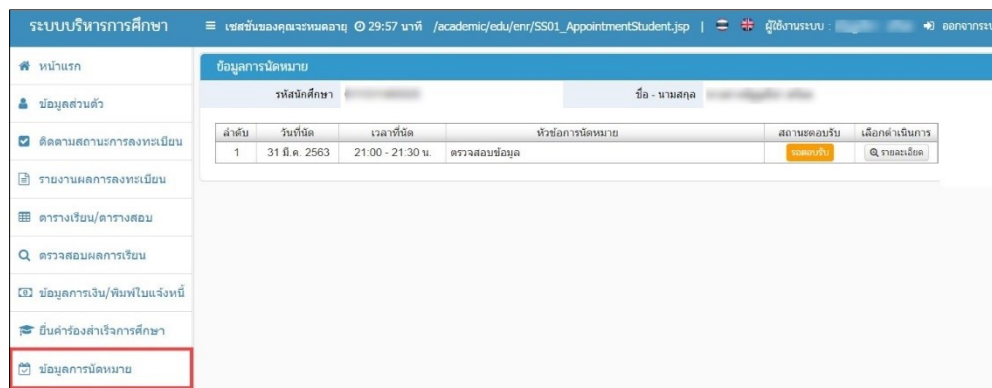 ระบบบริหารการศึกษา
เซสชันของคุณจะหมดอายุ 29:57 นาที /academic/edu/enr/SS01_AppointmentStudent.jsp | ผู้ใช้งานระบบ :
ออกจากระบ
หน้าแรก
ข้อมูลส่วนตัว
ติดตามสถานะการลงทะเบียน
รายงานผลการลงทะเบียน
ตารางเรียน/ตารางสอบ
ตรวจสอบผลการเรียน
ข้อมูลการเงิน/พิมพ์ใบแจ้งหนี้
ยื่นคำร้องสำเร็จการศึกษา
ข้อมูลการนัดหมาย
ข้อมูลการนัดหมาย
รหัสนักศึกษา ชื่อ - นามสกุล
ลำดับ วันที่นัด เวลาที่นัด หัวข้อการนัดหมาย สถานะตอบรับ เลือกดำเนินการ
1 31 มี.ค. 2563 21:00 - 21:30 น. ตรวจสอบข้อมูล รอตอบรับ รายละเอียด